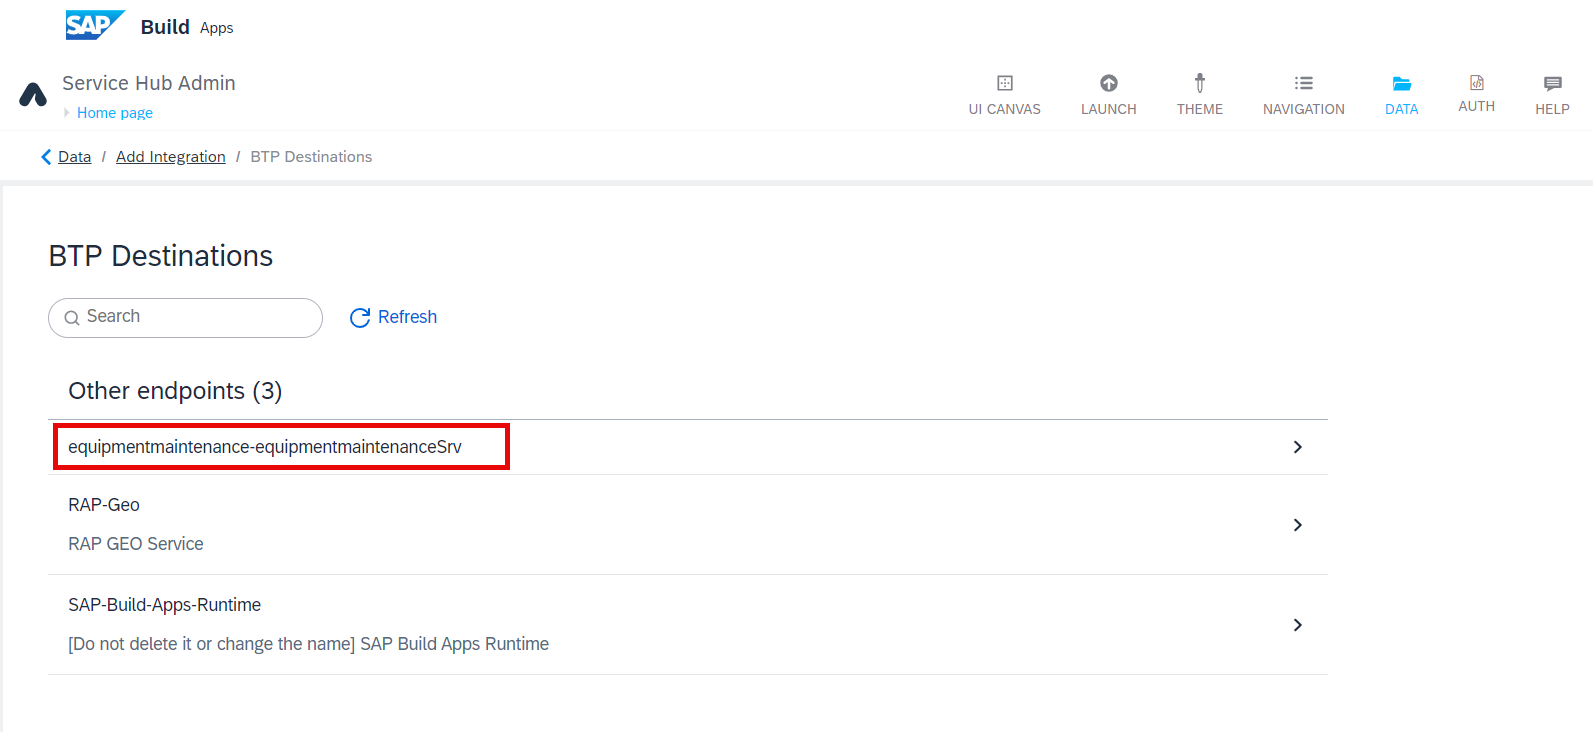 SAP Build Apps
Service Hub Admin
Home page
UI CANVAS LAUNCH THEME NAVIGATION DATA AUTH HELP
Data / Add Integration / BTP Destinations
BTP Destinations
Search Refresh
Other endpoints (3)
equipmentmaintenance-equipmentmaintenanceSrv
RAP-Geo
RAP GEO Service
SAP-Build-Apps-Runtime
[Do not delete it or change the name] SAP Build Apps Runtime